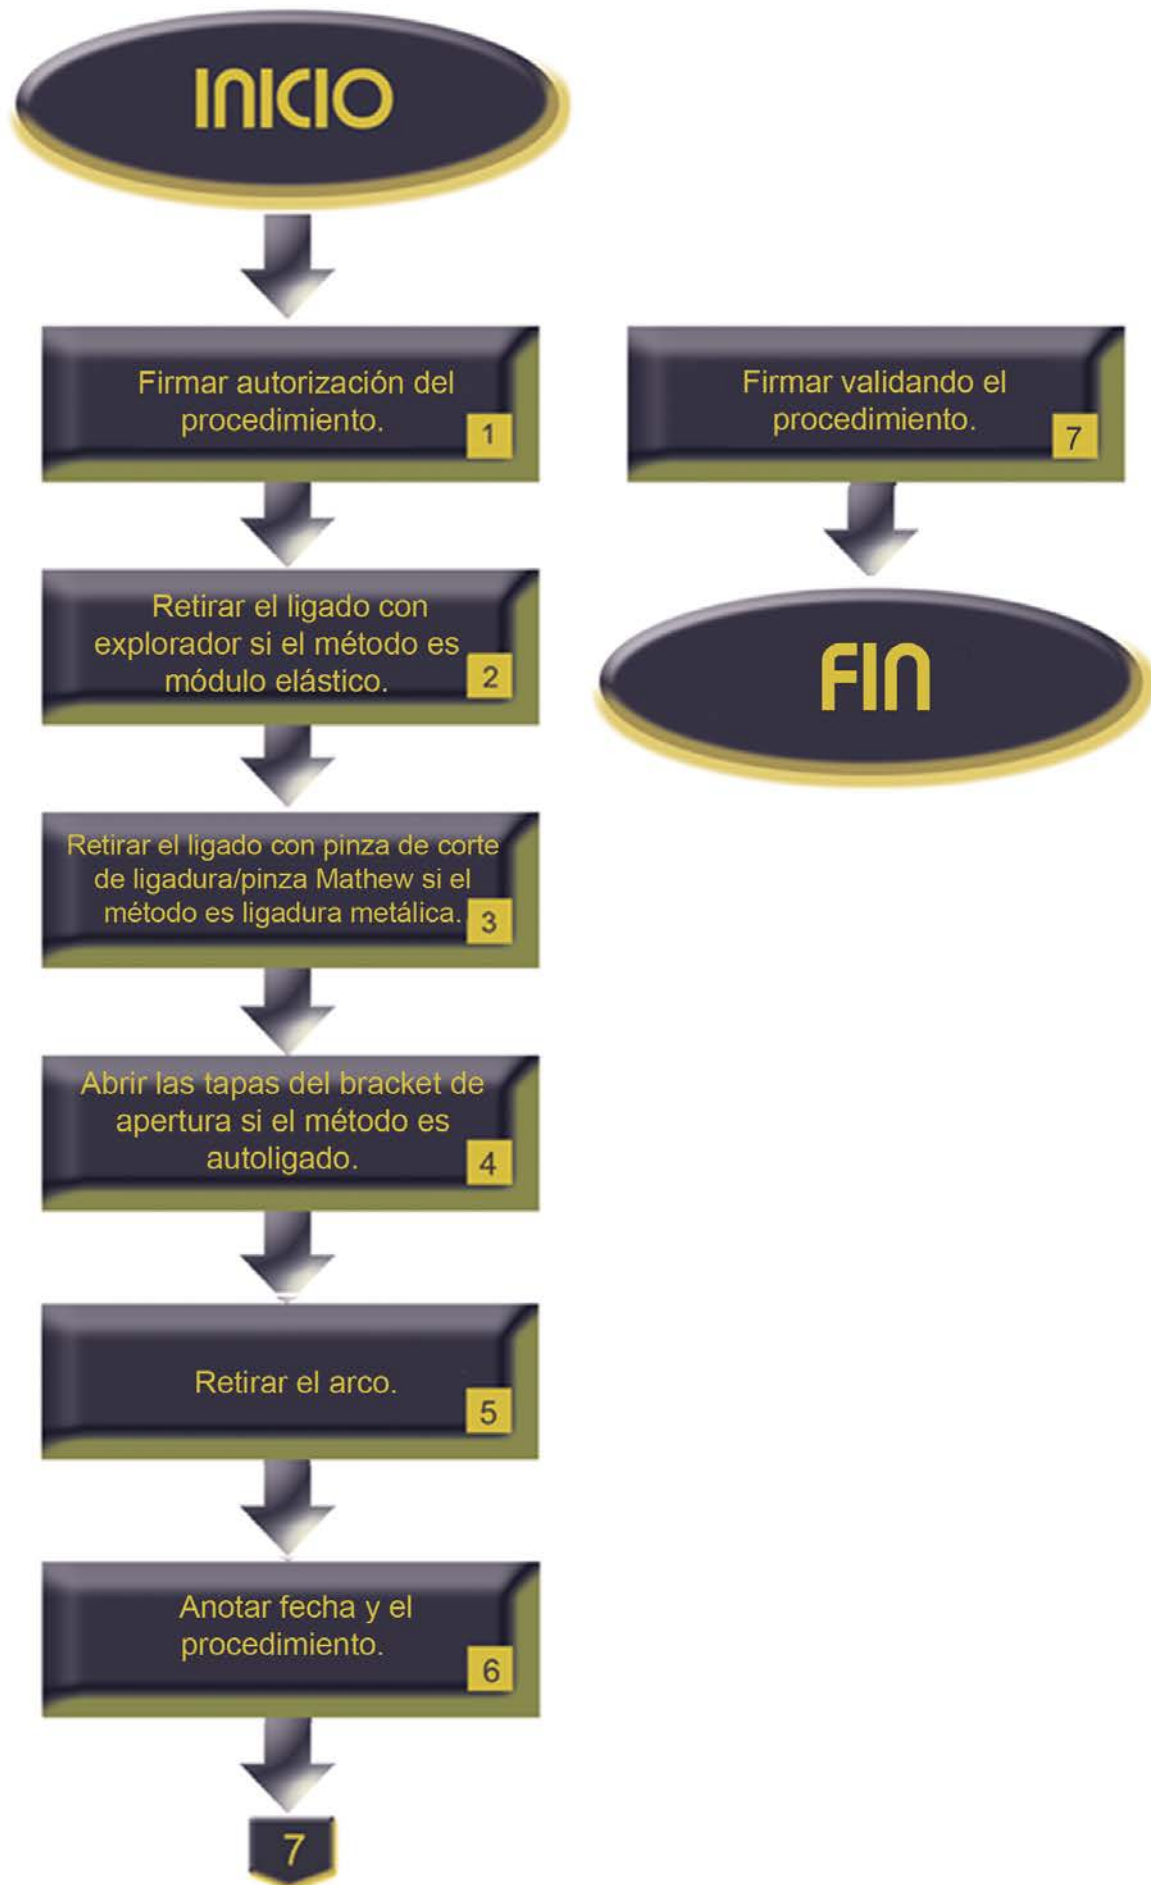 INICIO
Firmar autorización del
procedimiento.
1
Retirar el ligado con
explorador si el método es
módulo elástico.
2
Retirar el ligado con pinza de corte
de ligadura/pinza Mathew si el
método es ligadura metálica.
3
Abrir las tapas del bracket de
apertura si el método es
autoligado.
4
Retirar el arco.
5
Anotar fecha y el
procedimiento.
6
7
Firmar validando el
procedimiento.
7
FIN